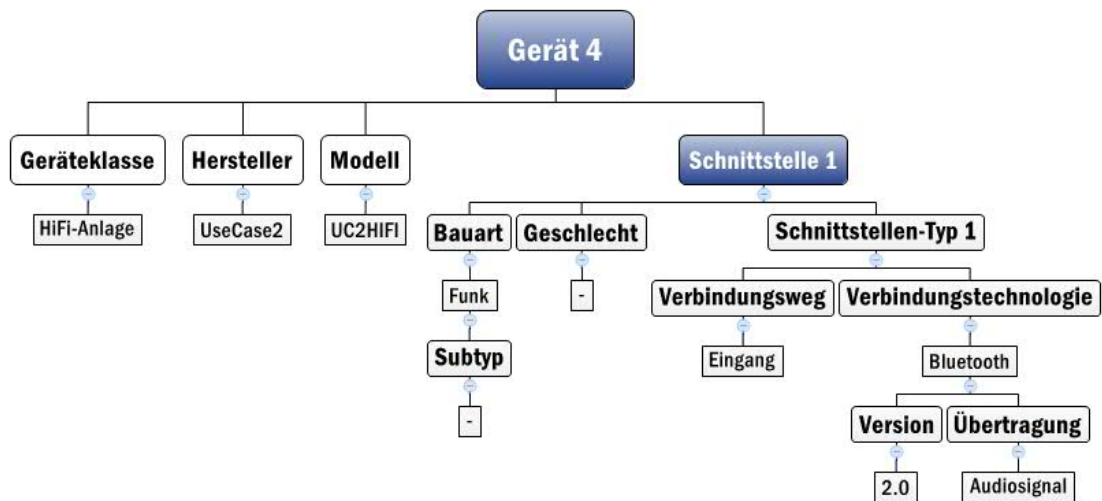 Gerät 4
Geräteklasse
Hersteller
Modell
Schnittstelle 1
HiFi-Anlage
UseCase2
UC2HIFI
Bauart
Geschlecht
Schnittstellen-Typ 1
Funk
-
Verbindungsweg
Verbindungstechnologie
Subtyp
Eingang
Bluetooth
-
Version
Übertragung
2.0
Audiosignal